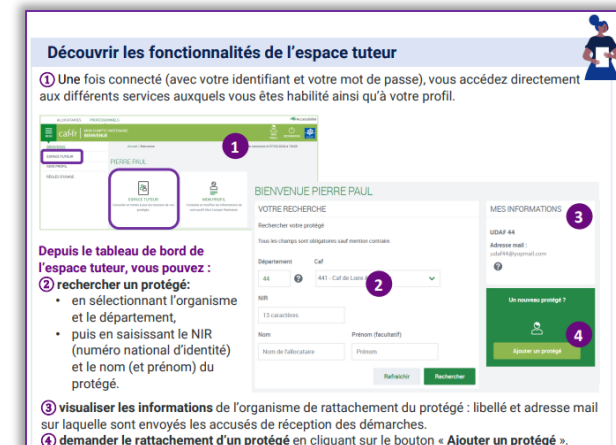 Découvrir les fonctionnalités de l'espace tuteur
① Une fois connecté (avec votre identifiant et votre mot de passe), vous accédez directement
aux différents services auxquels vous êtes habilité ainsi qu'à votre profil.
ALLOCATAIRES PROFESSIONNELS
caf.fr
BIENVENUE
ESPACE TUTEUR
MON PROFIL
RÈGLES D'USAGE
1
PIERRE PAUL
ESPACE TUTEUR
MON PROFIL
Depuis le tableau de bord de
l'espace tuteur, vous pouvez :
② rechercher un protégé:
• en sélectionnant l'organisme
et le département,
• puis en saisissant le NIR
(numéro national d'identité)
et le nom (et prénom) du
protégé.
BIENVENUE PIERRE PAUL
VOTRE RECHERCHE
Rechercher votre protégé
Tous les champs sont obligatoires sauf mention contraire.
Département Caf
44 ? 441 - Caf de Loire
2
NIR
13 caractères
Nom Prénom (facultatif)
Nom de l'allocataire Prénom
Rafraîchir Rechercher
MES INFORMATIONS
3
UDAF 44
Adresse mail :
udaf44@yopmail.com
?
Un nouveau protégé ?
4
Ajouter un protégé
③ visualiser les informations de l'organisme de rattachement du protégé : libellé et adresse mail
sur laquelle sont envoyés les accusés de réception des démarches.
④ demander le rattachement d'un protégé en cliquant sur le bouton « Ajouter un protégé ».